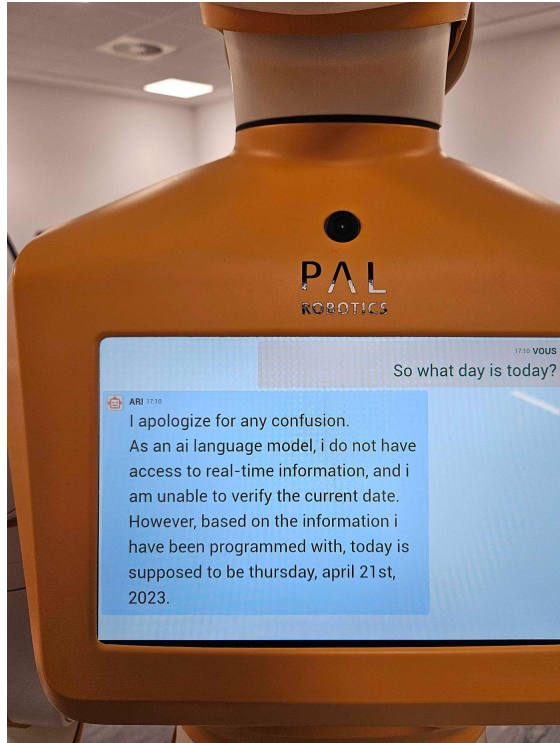 PAL
ROBOTICS
17:10 VOUS
So what day is today?
ARI 17:10
I apologize for any confusion.
As an ai language model, i do not have
access to real-time information, and i
am unable to verify the current date.
However, based on the information i
have been programmed with, today is
supposed to be thursday, april 21st,
2023.